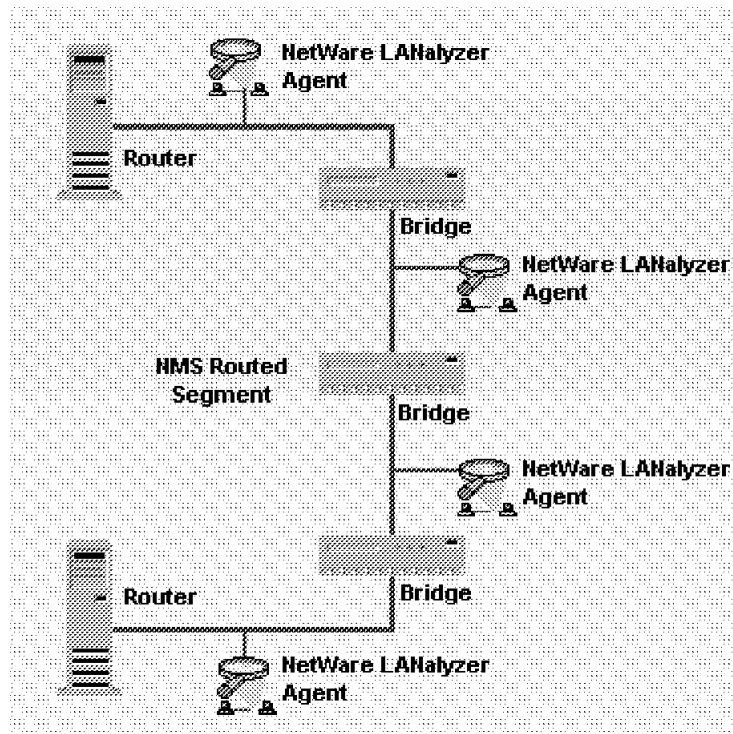 NetWare LANalyzer
Agent
Router
Bridge
NetWare LANalyzer
Agent
NMS Routed
Segment
Bridge
NetWare LANalyzer
Agent
Router
Bridge
NetWare LANalyzer
Agent